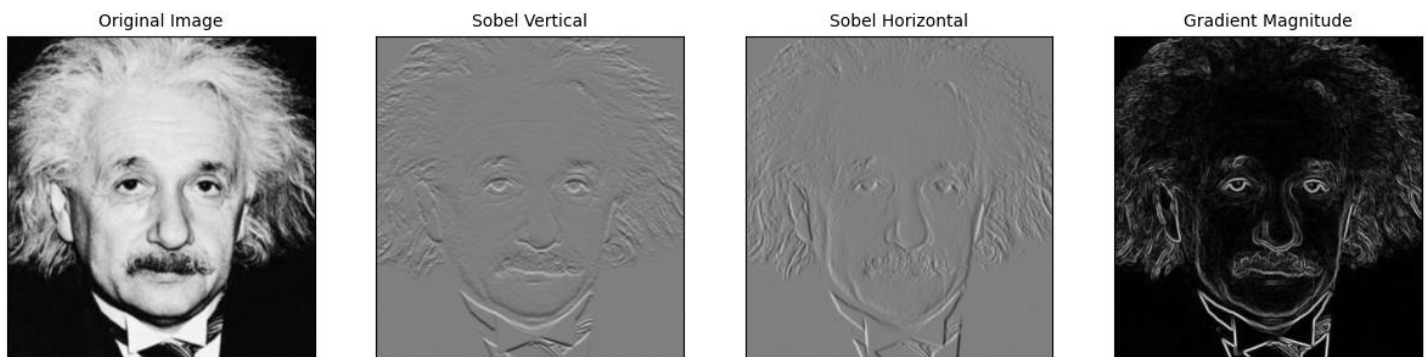 Original Image
Sobel Vertical
Sobel Horizontal
Gradient Magnitude